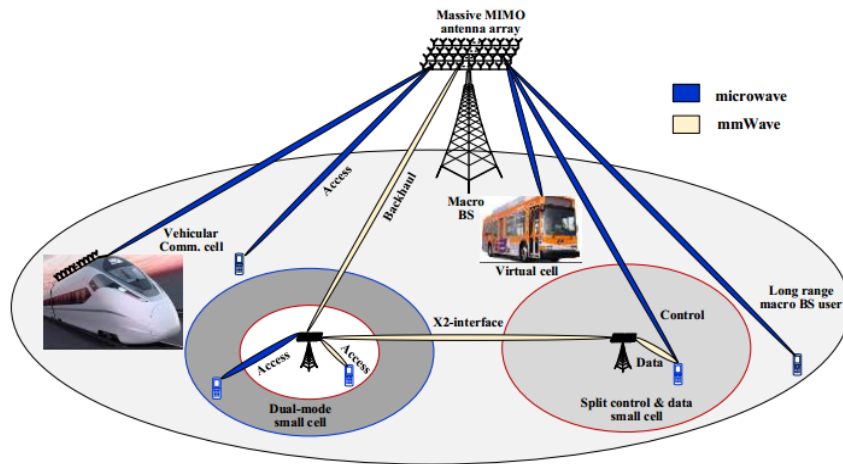 Massive MIMO
antenna array
microwave
mmWave
Access
Backhaul
Macro
BS
Vehicular
Comm. cell
Virtual cell
Long range
macro BS user
X2-interface
Control
Access
Access
Data
Dual-mode
small cell
Split control & data
small cell